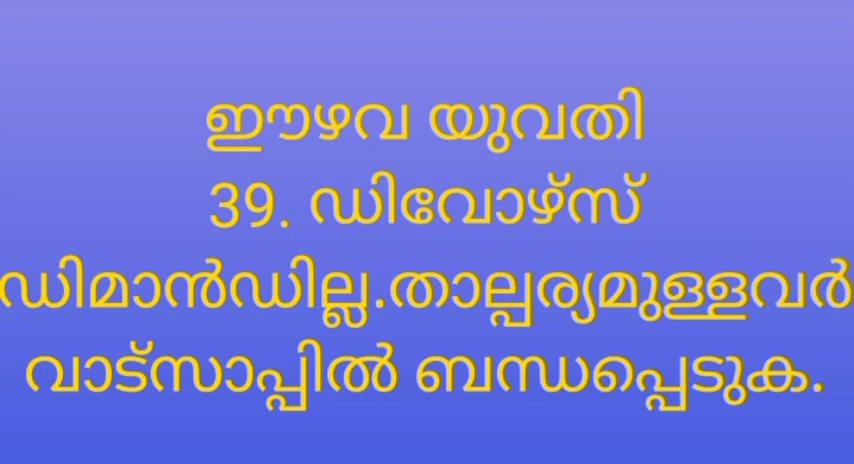 ഈഴവ യുവതി
39. ഡിവോഴ്സ്
ഡിമാൻഡില്ല.താല്പര്യമുള്ളവർ
വാട്സാപ്പിൽ ബന്ധപ്പെടുക.